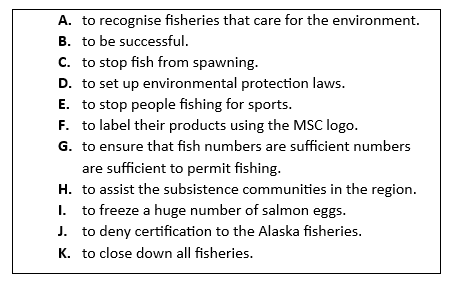 A. to recognise fisheries that care for the environment.
B. to be successful.
C. to stop fish from spawning.
D. to set up environmental protection laws.
E. to stop people fishing for sports.
F. to label their products using the MSC logo.
G. to ensure that fish numbers are sufficient numbers
are sufficient to permit fishing.
H. to assist the subsistence communities in the region.
I. to freeze a huge number of salmon eggs.
J. to deny certification to the Alaska fisheries.
K. to close down all fisheries.